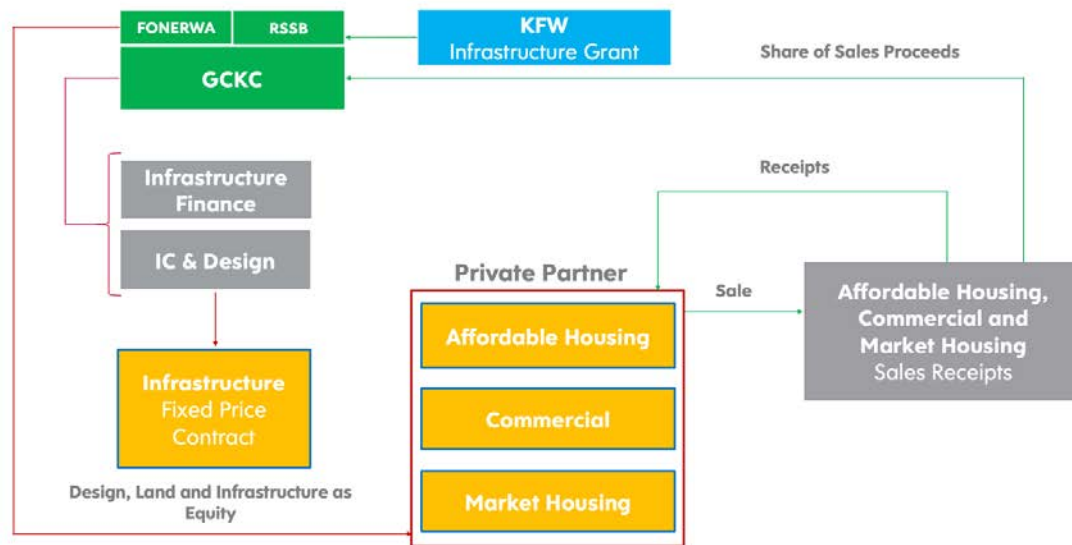 FONERWA
RSSB
KFW
Infrastructure Grant
GCKC
Share of Sales Proceeds
Infrastructure
Finance
IC & Design
Receipts
Private Partner
Sale
Affordable Housing,
Commercial and
Market Housing
Sales Receipts
Affordable Housing
Commercial
Market Housing
Infrastructure
Fixed Price
Contract
Design, Land and Infrastructure as
Equity